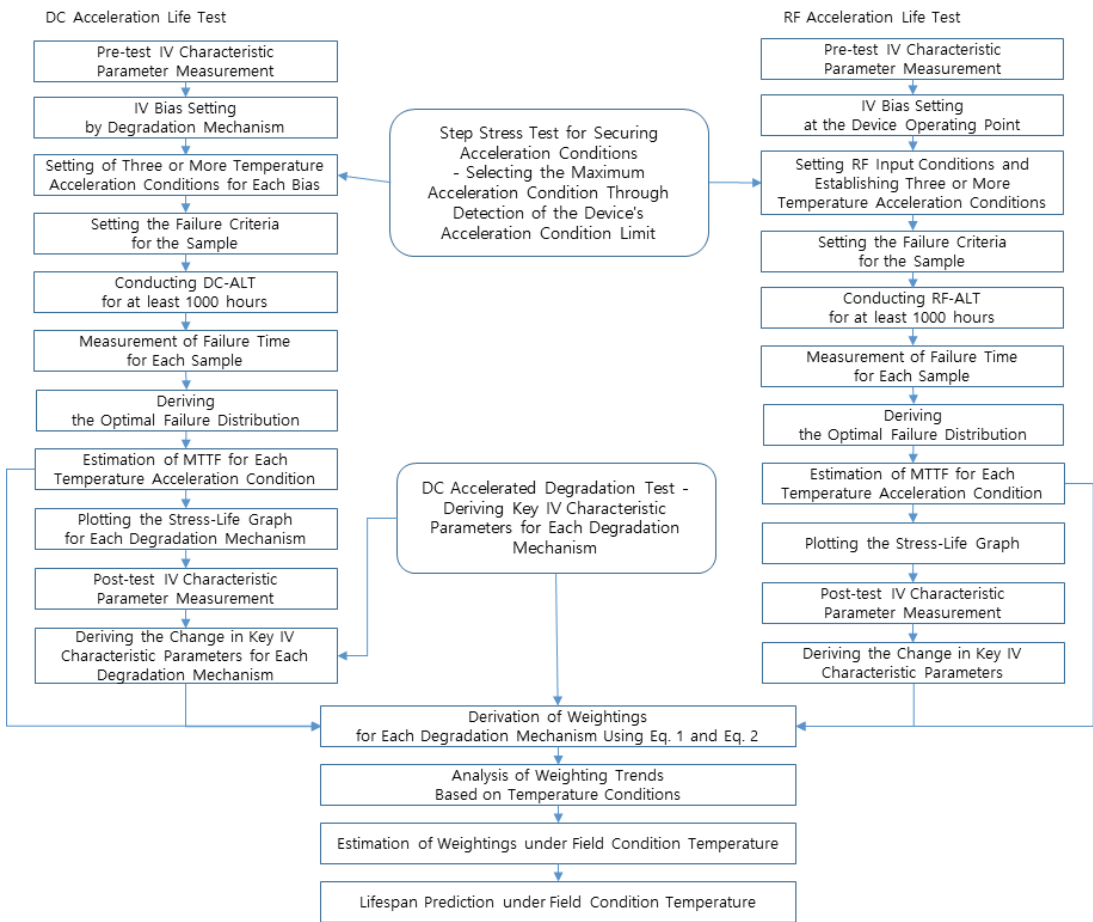 DC Acceleration Life Test
Pre-test IV Characteristic
Parameter Measurement
IV Bias Setting
by Degradation Mechanism
Setting of Three or More Temperature
Acceleration Conditions for Each Bias
Setting the Failure Criteria
for the Sample
Conducting DC-ALT
for at least 1000 hours
Measurement of Failure Time
for Each Sample
Deriving
the Optimal Failure Distribution
Estimation of MTTF for Each
Temperature Acceleration Condition
Plotting the Stress-Life Graph
for Each Degradation Mechanism
Post-test IV Characteristic
Parameter Measurement
Deriving the Change in Key IV
Characteristic Parameters for Each
Degradation Mechanism
Step Stress Test for Securing
Acceleration Conditions
- Selecting the Maximum
Acceleration Condition Through
Detection of the Device's
Acceleration Condition Limit
DC Accelerated Degradation Test -
Deriving Key IV Characteristic
Parameters for Each Degradation
Mechanism
RF Acceleration Life Test
Pre-test IV Characteristic
Parameter Measurement
IV Bias Setting
at the Device Operating Point
Setting RF Input Conditions and
Establishing Three or More
Temperature Acceleration Conditions
Setting the Failure Criteria
for the Sample
Conducting RF-ALT
for at least 1000 hours
Measurement of Failure Time
for Each Sample
Deriving
the Optimal Failure Distribution
Estimation of MTTF for Each
Temperature Acceleration Condition
Plotting the Stress-Life Graph
Post-test IV Characteristic
Parameter Measurement
Deriving the Change in Key IV
Characteristic Parameters
Derivation of Weightings
for Each Degradation Mechanism Using Eq. 1 and Eq. 2
Analysis of Weighting Trends
Based on Temperature Conditions
Estimation of Weightings under Field Condition Temperature
Lifespan Prediction under Field Condition Temperature